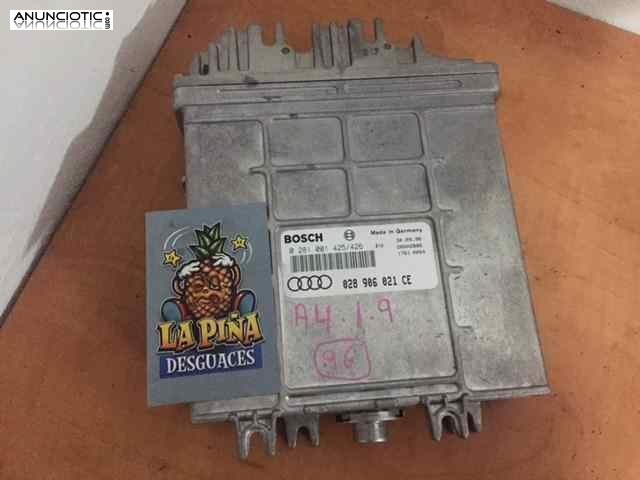 ANUNCIOTIC
.com
BOSCH
Made in Germany
0 281 001 425/426
028 906 021 CE
A4.1.9
96
LA PIÑA
DESGUACES